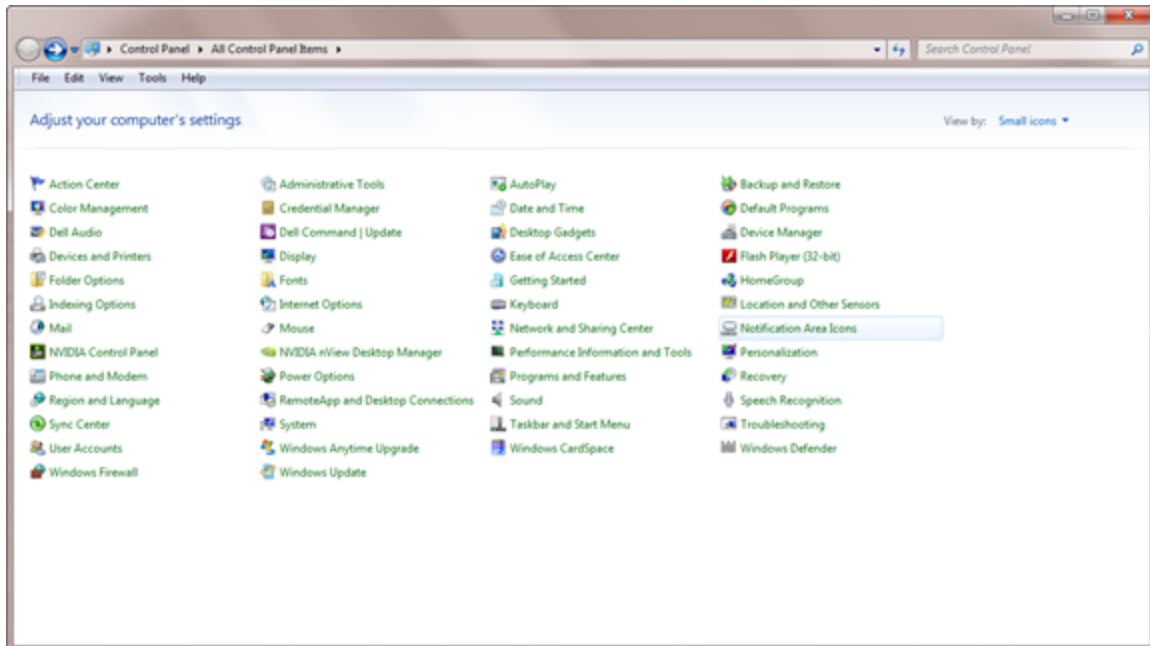 Control Panel ▸ All Control Panel Items ▸ Search Control Panel
File Edit View Tools Help
Adjust your computer's settings View by: Small icons
Action Center Administrative Tools AutoPlay Backup and Restore
Color Management Credential Manager Date and Time Default Programs
Dell Audio Dell Command | Update Desktop Gadgets Device Manager
Devices and Printers Display Ease of Access Center Flash Player (32-bit)
Folder Options Fonts Getting Started HomeGroup
Indexing Options Internet Options Keyboard Location and Other Sensors
Mail Mouse Network and Sharing Center Notification Area Icons
NVIDIA Control Panel NVIDIA nView Desktop Manager Performance Information and Tools Personalization
Phone and Modem Power Options Programs and Features Recovery
Region and Language RemoteApp and Desktop Connections Sound Speech Recognition
Sync Center System Taskbar and Start Menu Troubleshooting
User Accounts Windows Anytime Upgrade Windows CardSpace Windows Defender
Windows Firewall Windows Update